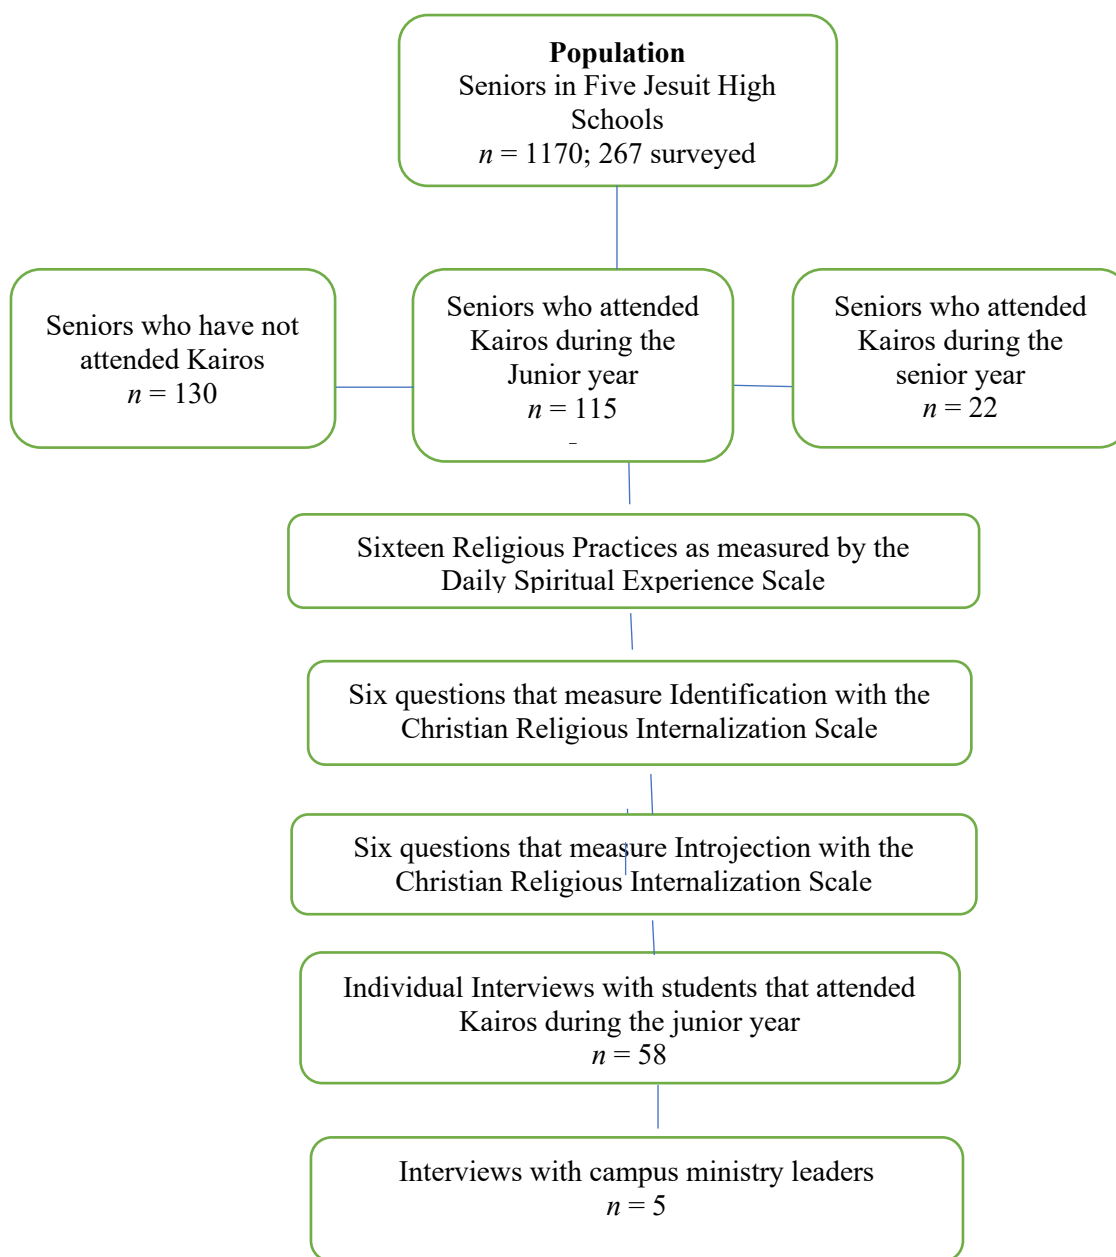 Population
Seniors in Five Jesuit High
Schools
n = 1170; 267 surveyed
Seniors who have not
attended Kairos
n = 130
Seniors who attended
Kairos during the
Junior year
n = 115
Seniors who attended
Kairos during the
senior year
n = 22
Sixteen Religious Practices as measured by the
Daily Spiritual Experience Scale
Six questions that measure Identification with the
Christian Religious Internalization Scale
Six questions that measure Introjection with the
Christian Religious Internalization Scale
Individual Interviews with students that attended
Kairos during the junior year
n = 58
Interviews with campus ministry leaders
n = 5